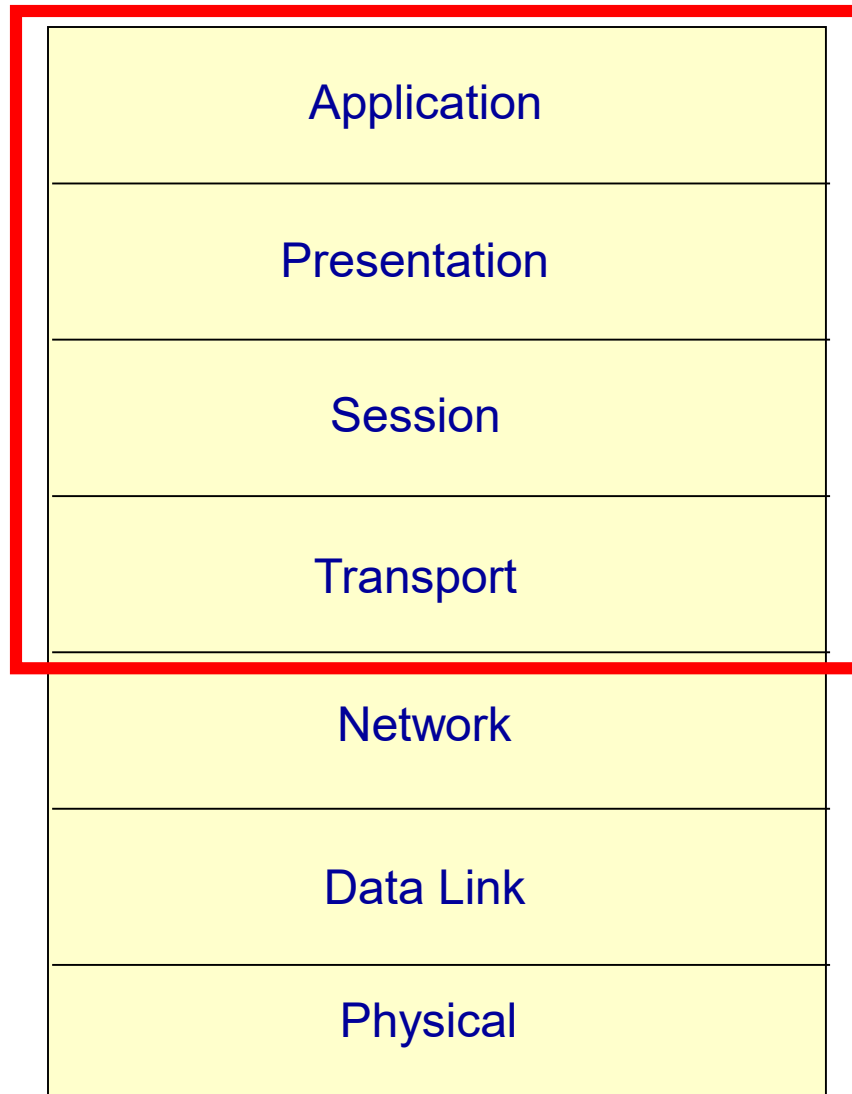 Application
Presentation
Session
Transport
Network
Data Link
Physical